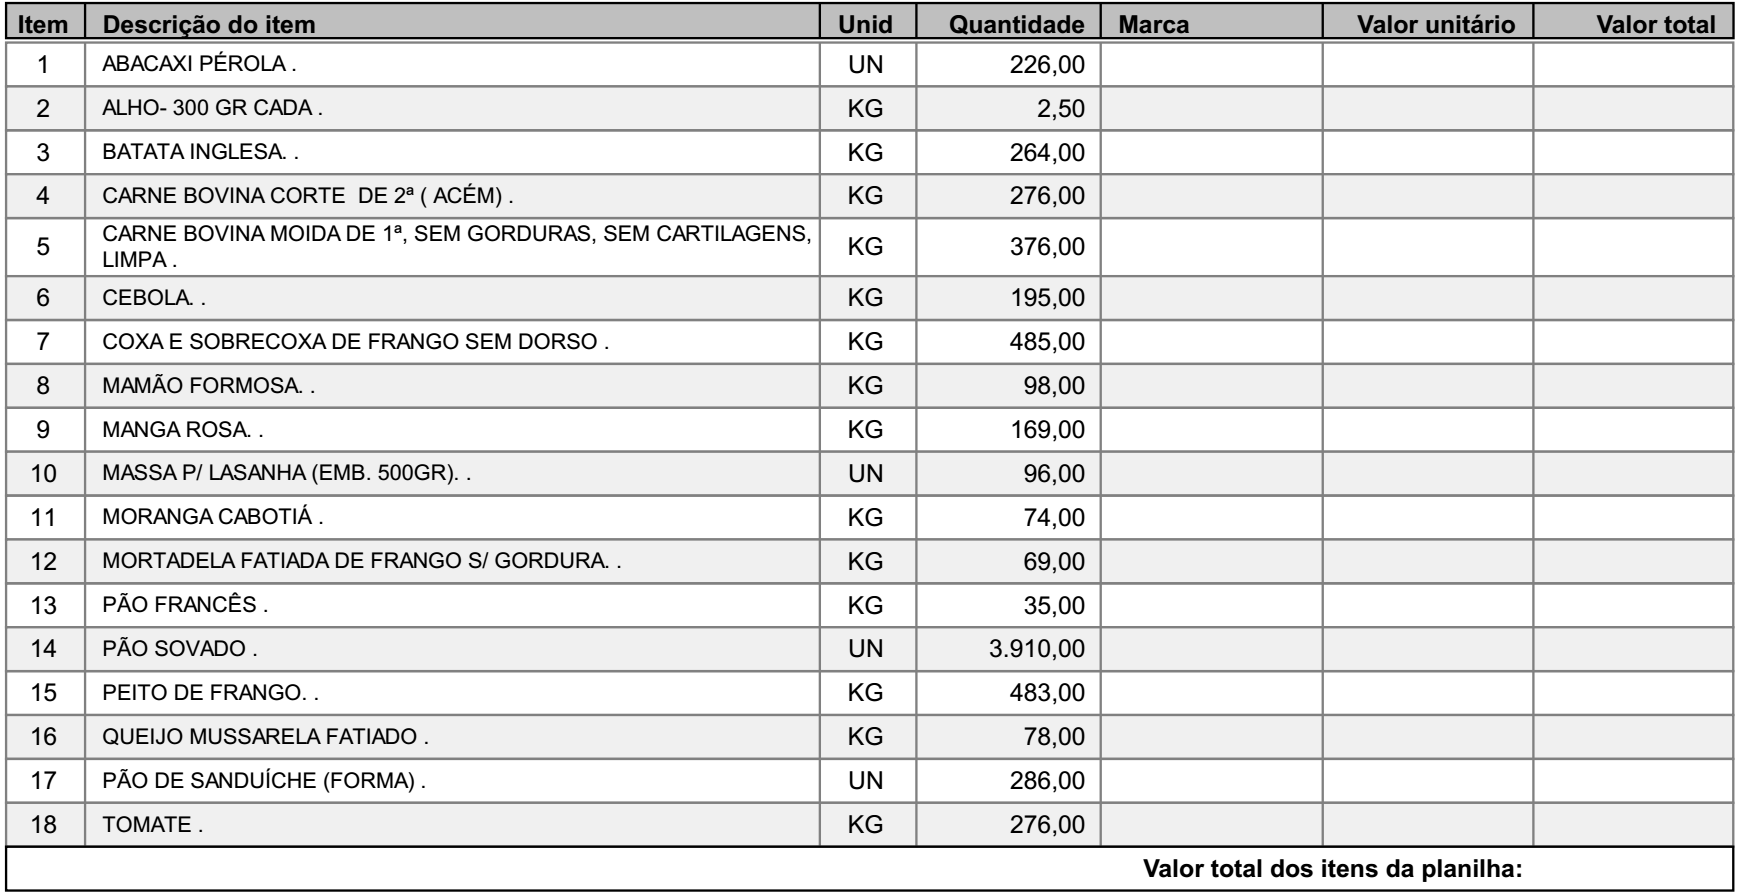 Item Descrição do item Unid Quantidade Marca Valor unitário Valor total
1 ABACAXI PÉROLA . UN 226,00
2 ALHO- 300 GR CADA . KG 2,50
3 BATATA INGLESA. . KG 264,00
4 CARNE BOVINA CORTE  DE 2ª ( ACÉM) . KG 276,00
5 CARNE BOVINA MOIDA DE 1ª, SEM GORDURAS, SEM CARTILAGENS, KG 376,00
LIMPA .
6 CEBOLA. . KG 195,00
7 COXA E SOBRECOXA DE FRANGO SEM DORSO . KG 485,00
8 MAMÃO FORMOSA. . KG 98,00
9 MANGA ROSA. . KG 169,00
10 MASSA P/ LASANHA (EMB. 500GR). . UN 96,00
11 MORANGA CABOTIÁ . KG 74,00
12 MORTADELA FATIADA DE FRANGO S/ GORDURA. . KG 69,00
13 PÃO FRANCÊS . KG 35,00
14 PÃO SOVADO . UN 3.910,00
15 PEITO DE FRANGO. . KG 483,00
16 QUEIJO MUSSARELA FATIADO . KG 78,00
17 PÃO DE SANDUÍCHE (FORMA) . UN 286,00
18 TOMATE . KG 276,00
Valor total dos itens da planilha: